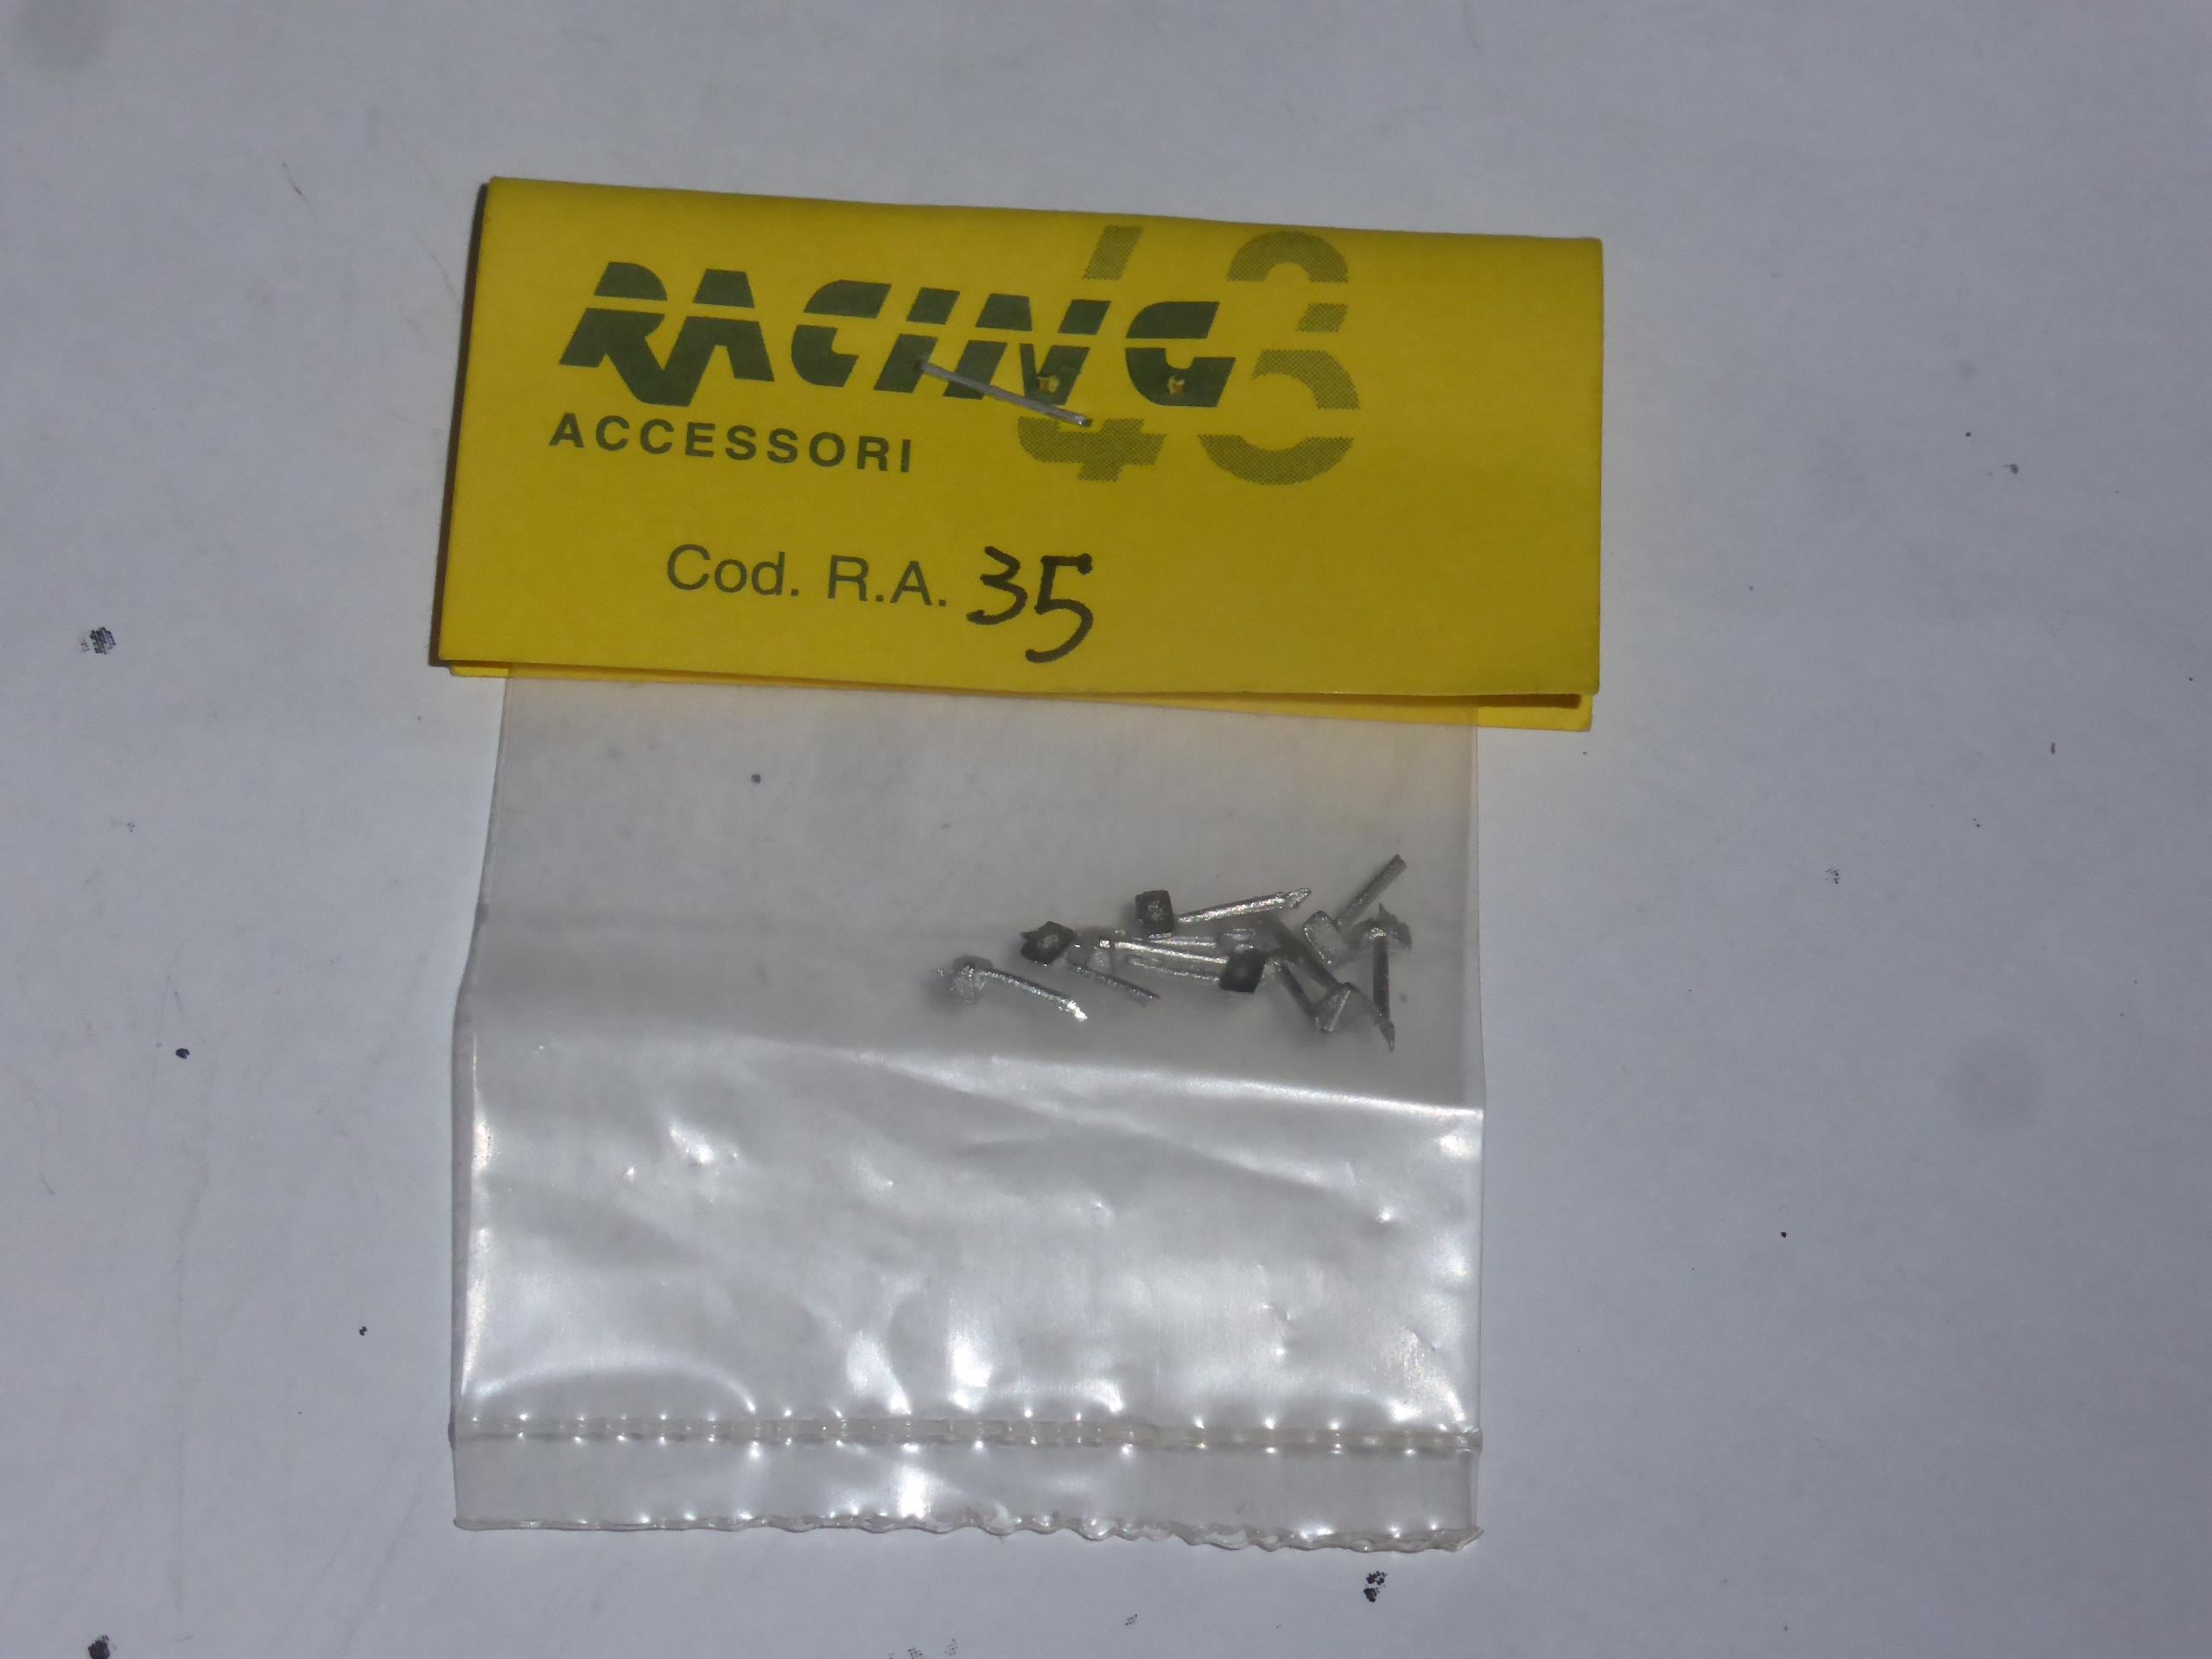 RACING 43
ACCESSORI
Cod. R.A. 35